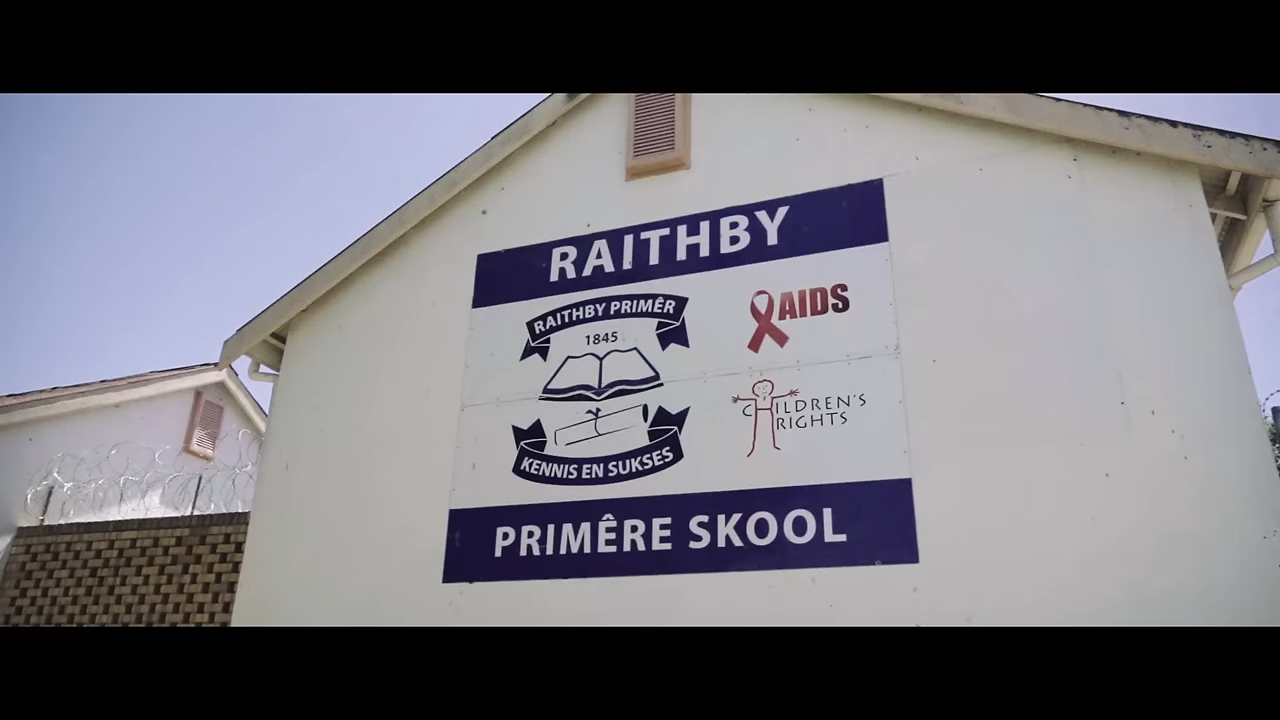 RAITHBY
RAITHBY PRIMÊR
1845
KENNIS EN SUKSES
AIDS
CHILDREN'S
RIGHTS
PRIMÊRE SKOOL